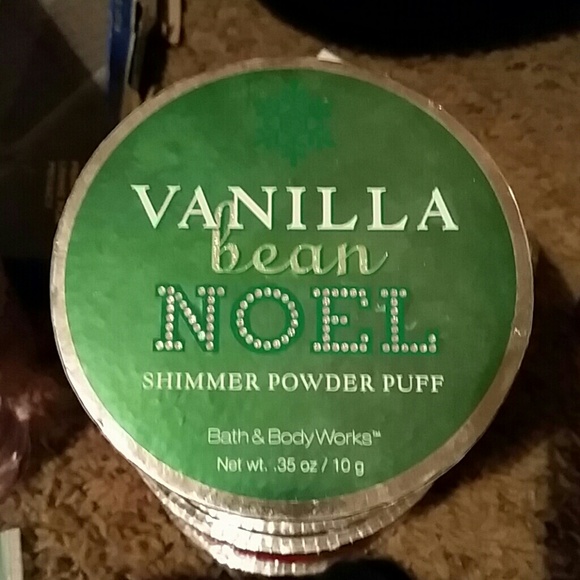 VANILLA
bean
NOEL
SHIMMER POWDER PUFF
Bath & Body Works™
Net wt. .35 oz / 10 g